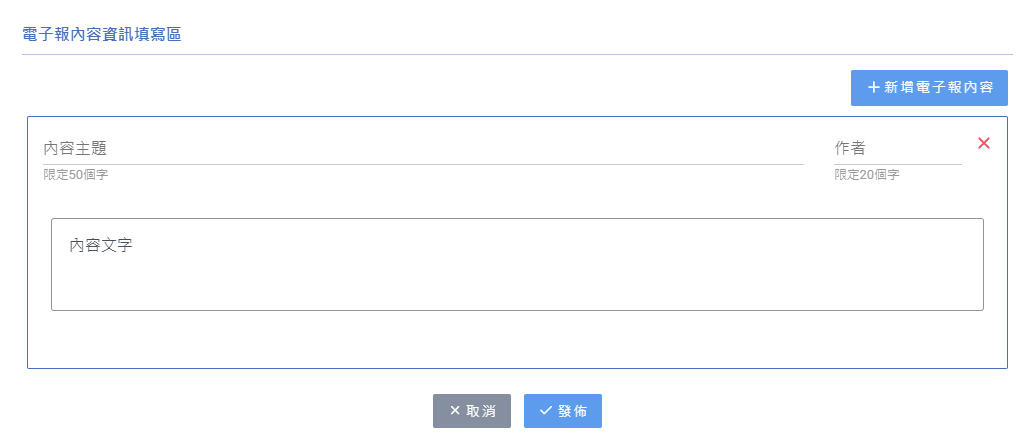 電子報內容資訊填寫區
新增電子報內容
內容主題
作者
限定50個字
限定20個字
內容文字
取消
發佈